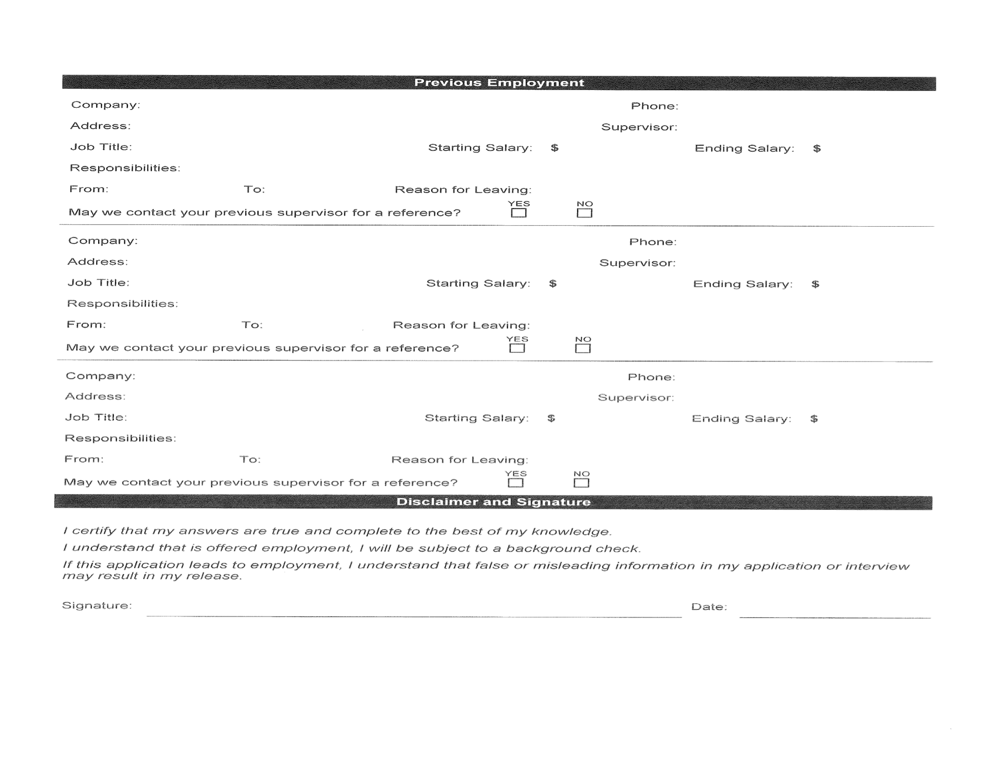 Previous Employment
Company: Phone:
Address: Supervisor:
Job Title: Starting Salary: $ Ending Salary: $
Responsibilities:
From: To: Reason for Leaving:
YES NO
May we contact your previous supervisor for a reference?
Company: Phone:
Address: Supervisor:
Job Title: Starting Salary: $ Ending Salary: $
Responsibilities:
From: To: Reason for Leaving:
YES NO
May we contact your previous supervisor for a reference?
Company: Phone:
Address: Supervisor:
Job Title: Starting Salary: $ Ending Salary: $
Responsibilities:
From: To: Reason for Leaving:
YES NO
May we contact your previous supervisor for a reference?
Disclaimer and Signature
I certify that my answers are true and complete to the best of my knowledge.
I understand that is offered employment, I will be subject to a background check.
If this application leads to employment, I understand that false or misleading information in my application or interview
may result in my release.
Signature: Date: